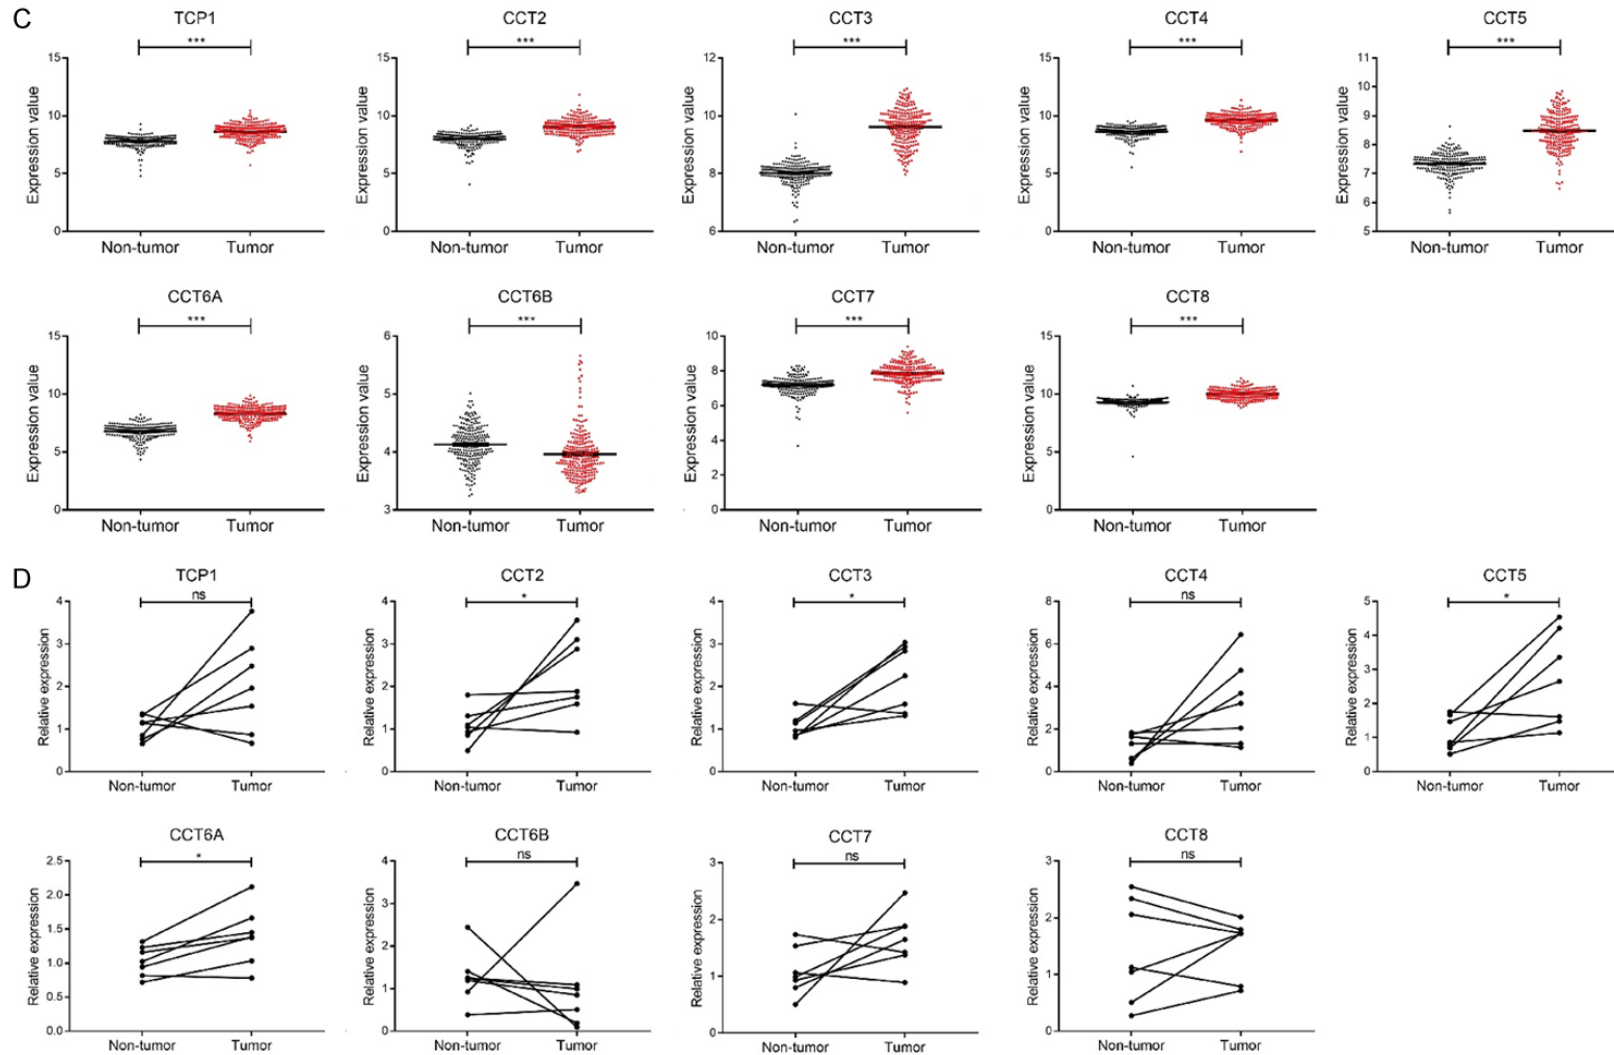 C
TCP1
CCT2
CCT3
CCT4
CCT5
***
***
***
***
***
Expression value
15
10
5
0
Non-tumor
Tumor
Expression value
15
10
5
0
Non-tumor
Tumor
Expression value
12
10
8
6
Non-tumor
Tumor
Expression value
15
10
5
0
Non-tumor
Tumor
Expression value
11
10
9
8
7
6
5
Non-tumor
Tumor
CCT6A
CCT6B
CCT7
CCT8
***
***
***
***
Expression value
15
10
5
0
Non-tumor
Tumor
Expression value
6
5
4
3
Non-tumor
Tumor
Expression value
10
8
6
4
2
0
Non-tumor
Tumor
Expression value
15
10
5
0
Non-tumor
Tumor
D
TCP1
CCT2
CCT3
CCT4
CCT5
ns
*
*
ns
*
Relative expression
4
3
2
1
0
Non-tumor
Tumor
Relative expression
4
3
2
1
0
Non-tumor
Tumor
Relative expression
4
3
2
1
0
Non-tumor
Tumor
Relative expression
8
6
4
2
0
Non-tumor
Tumor
Relative expression
5
4
3
2
1
0
Non-tumor
Tumor
CCT6A
CCT6B
CCT7
CCT8
*
ns
ns
ns
Relative expression
2.5
2.0
1.5
1.0
0.5
0.0
Non-tumor
Tumor
Relative expression
4
3
2
1
0
Non-tumor
Tumor
Relative expression
3
2
1
0
Non-tumor
Tumor
Relative expression
3
2
1
0
Non-tumor
Tumor